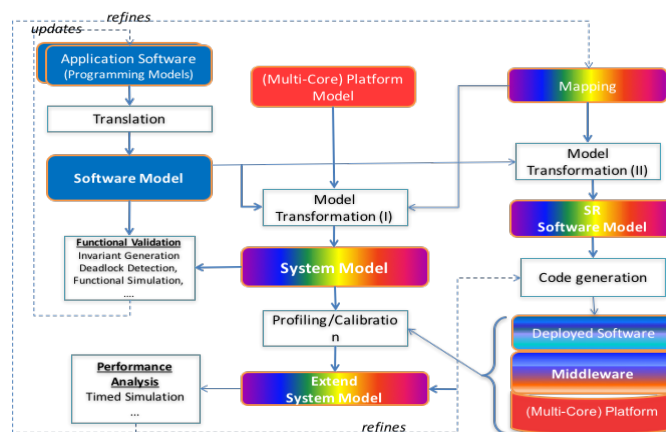 refines
updates
Application Software
(Programming Models)
(Multi-Core) Platform
Model
Mapping
Translation
Model
Transformation (II)
Software Model
Model
Transformation (I)
SR
Software Model
Functional Validation
Invariant Generation
Deadlock Detection,
Functional Simulation,
....
System Model
Code generation
Profiling/Calibratio
n
Deployed Software
Performance
Analysis
Timed Simulation
...
Extend
System Model
Middleware
(Multi-Core) Platform
refines